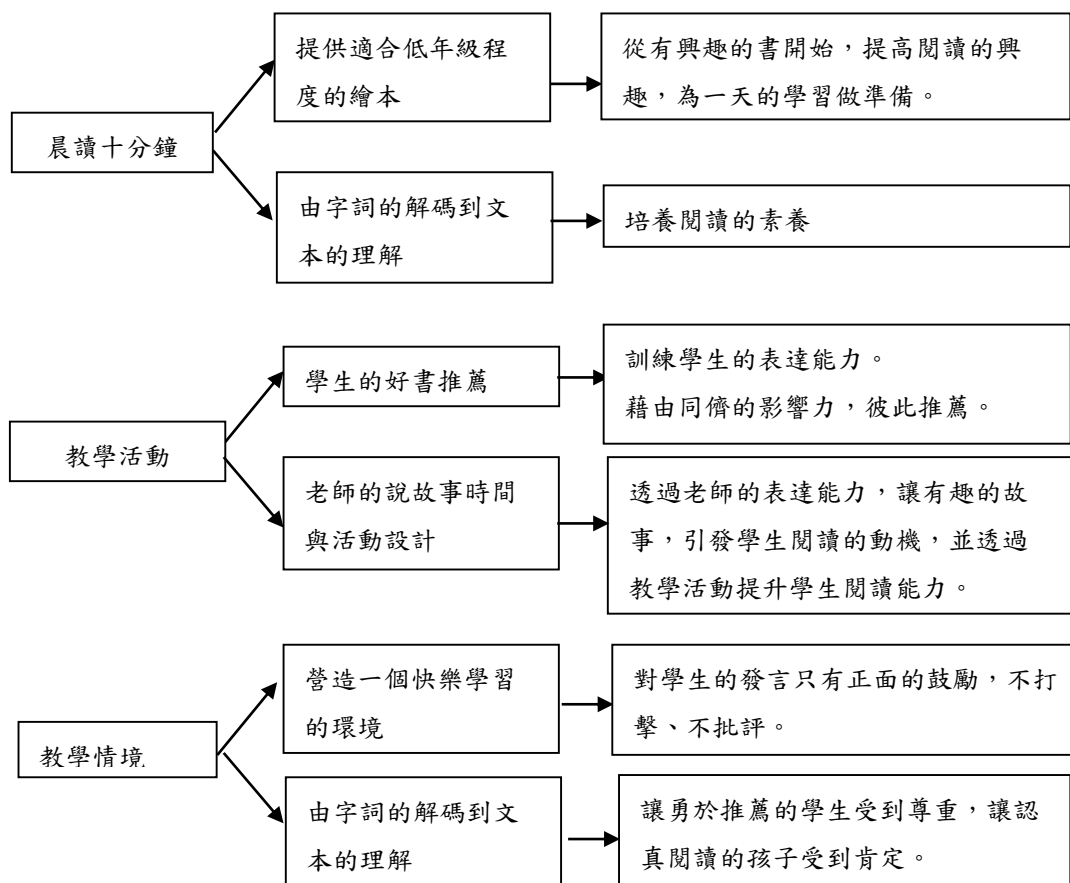 晨讀十分鐘
提供適合低年級程
度的繪本
從有興趣的書開始，提高閱讀的興
趣，為一天的學習做準備。
由字詞的解碼到文
本的理解
培養閱讀的素養
教學活動
學生的好書推薦
訓練學生的表達能力。
藉由同儕的影響力，彼此推薦。
老師的說故事時間
與活動設計
透過老師的表達能力，讓有趣的故
事，引發學生閱讀的動機，並透過
教學活動提升學生閱讀能力。
教學情境
營造一個快樂學習
的環境
對學生的發言只有正面的鼓勵，不打
擊、不批評。
由字詞的解碼到文
本的理解
讓勇於推薦的學生受到尊重，讓認
真閱讀的孩子受到肯定。